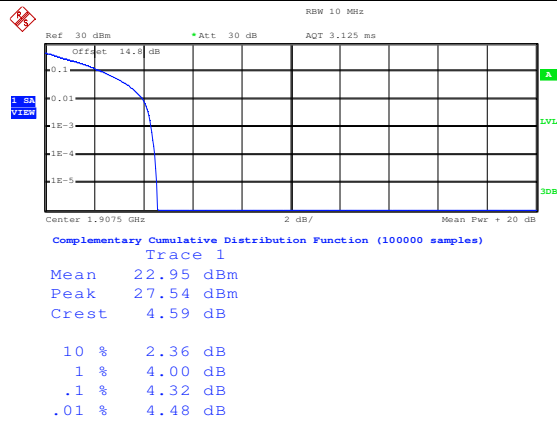 RBW 10 MHz
Ref 30 dBm *Att 30 dB AQT 3.125 ms
Offset 14.8 dB
0.1
A
0.01
1 SA
VIEW
1E-3
LVL
1E-4
1E-5
3DB
Center 1.9075 GHz 2 dB/ Mean Pwr + 20 dB
Complementary Cumulative Distribution Function (100000 samples)
Trace 1
Mean 22.95 dBm
Peak 27.54 dBm
Crest 4.59 dB
10 % 2.36 dB
1 % 4.00 dB
.1 % 4.32 dB
.01 % 4.48 dB